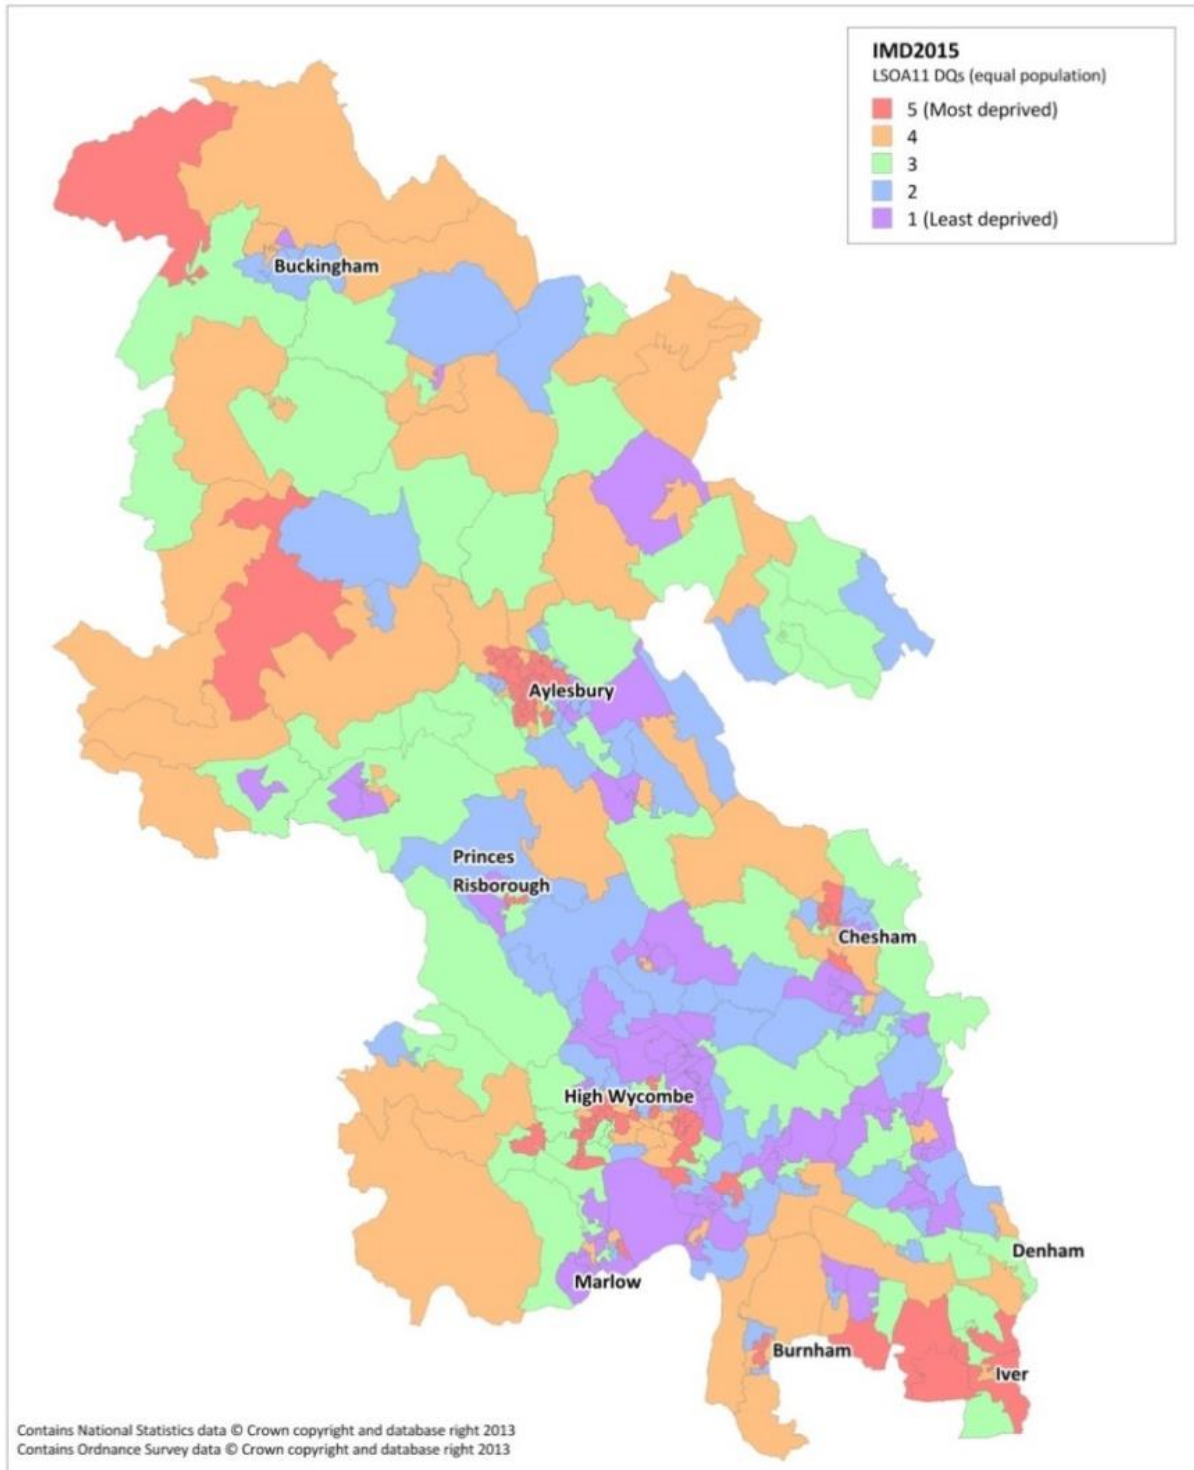 IMD2015
LSOA11 DQs (equal population)
5 (Most deprived)
4
3
2
1 (Least deprived)
Buckingham
Aylesbury
Princes
Risborough
Chesham
High Wycombe
Denham
Marlow
Burnham
Iver
Contains National Statistics data © Crown copyright and database right 2013
Contains Ordnance Survey data © Crown copyright and database right 2013